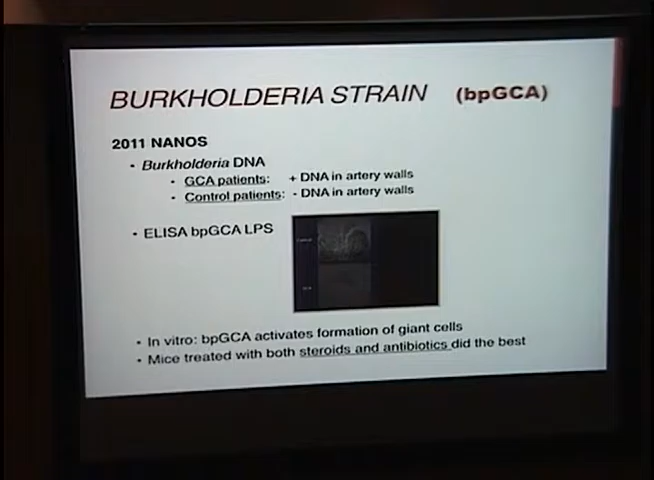 BURKHOLDERIA STRAIN (bpGCA)
2011 NANOS
• Burkholderia DNA
• GCA patients: + DNA in artery walls
• Control patients: - DNA in artery walls
• ELISA bpGCA LPS
• In vitro: bpGCA activates formation of giant cells
• Mice treated with both steroids and antibiotics did the best